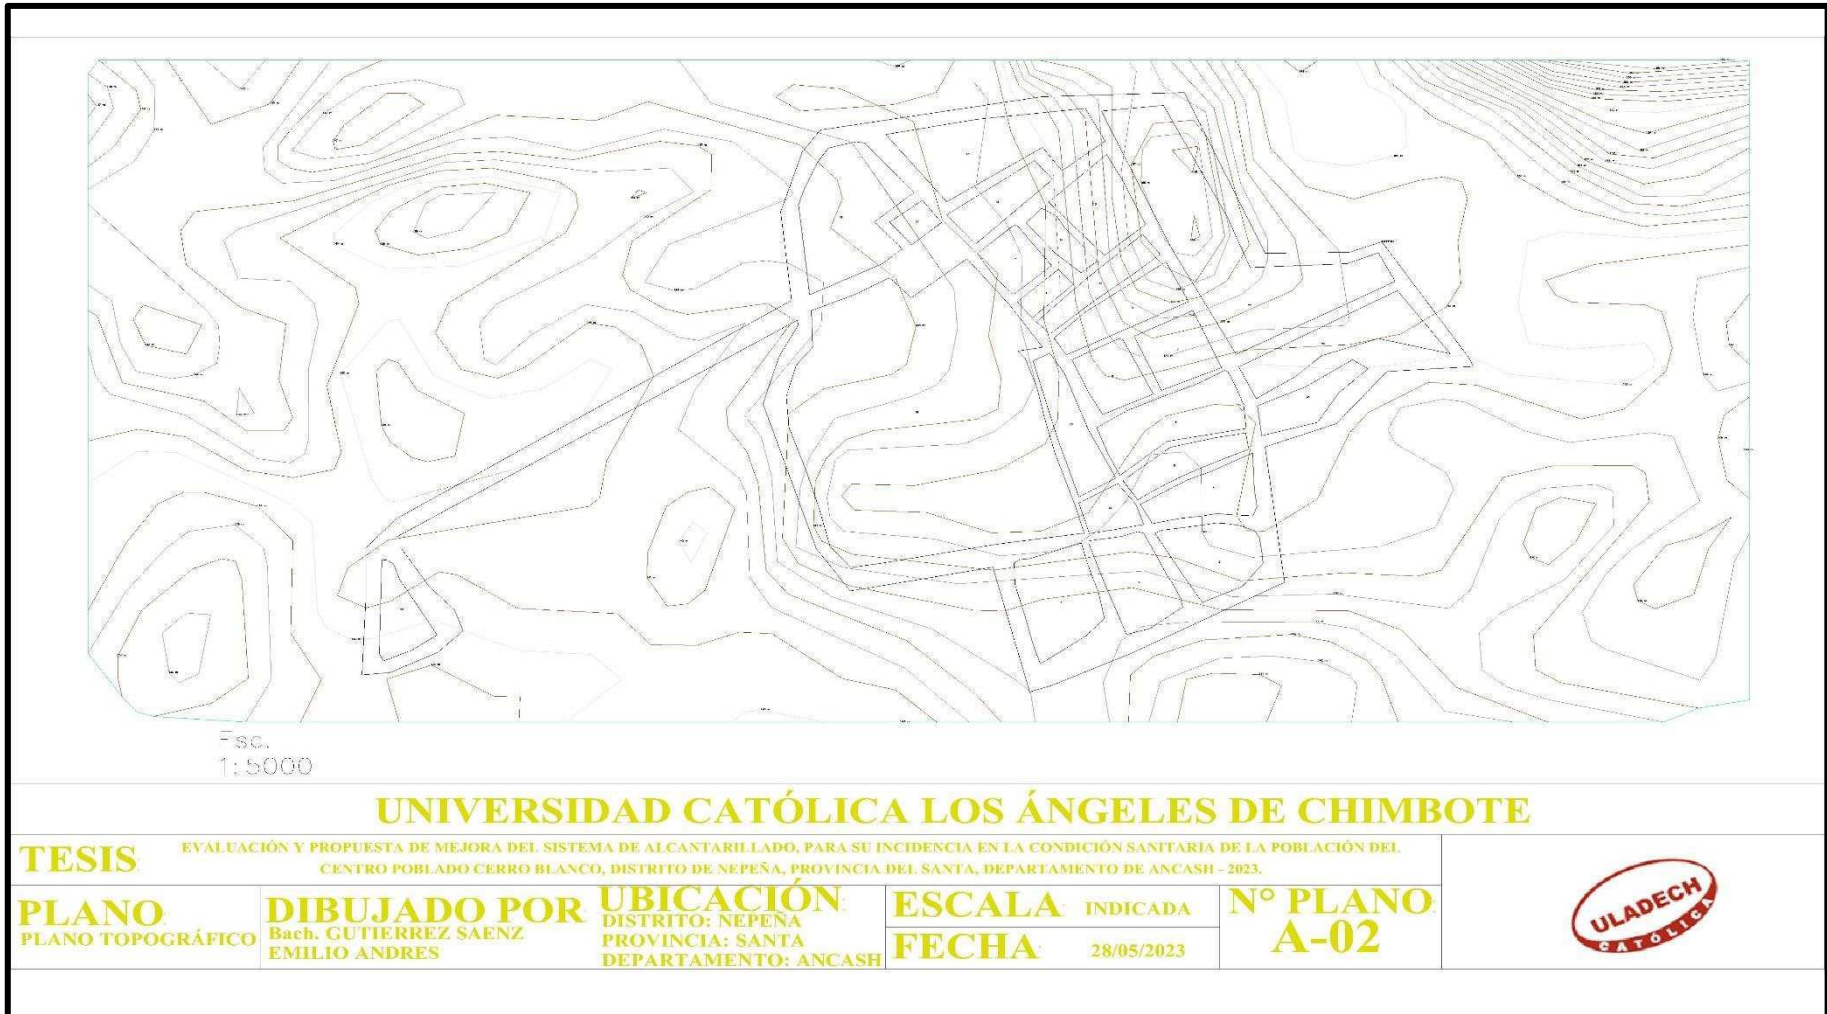 Esc.
1:5000
UNIVERSIDAD CATÓLICA LOS ÁNGELES DE CHIMBOTE
TESIS:
EVALUACIÓN Y PROPUESTA DE MEJORA DEL SISTEMA DE ALCANTARILLADO, PARA SU INCIDENCIA EN LA CONDICIÓN SANITARIA DE LA POBLACIÓN DEL
CENTRO POBLADO CERRO BLANCO, DISTRITO DE NEPEÑA, PROVINCIA DEL SANTA, DEPARTAMENTO DE ANCASH - 2023.
PLANO:
PLANO TOPOGRÁFICO
DIBUJADO POR:
Bach. GUTIERREZ SAENZ
EMILIO ANDRES
UBICACIÓN:
DISTRITO: NEPEÑA
PROVINCIA: SANTA
DEPARTAMENTO: ANCASH
ESCALA: INDICADA
FECHA: 28/05/2023
N° PLANO:
A-02
ULADECH
CATÓLICA